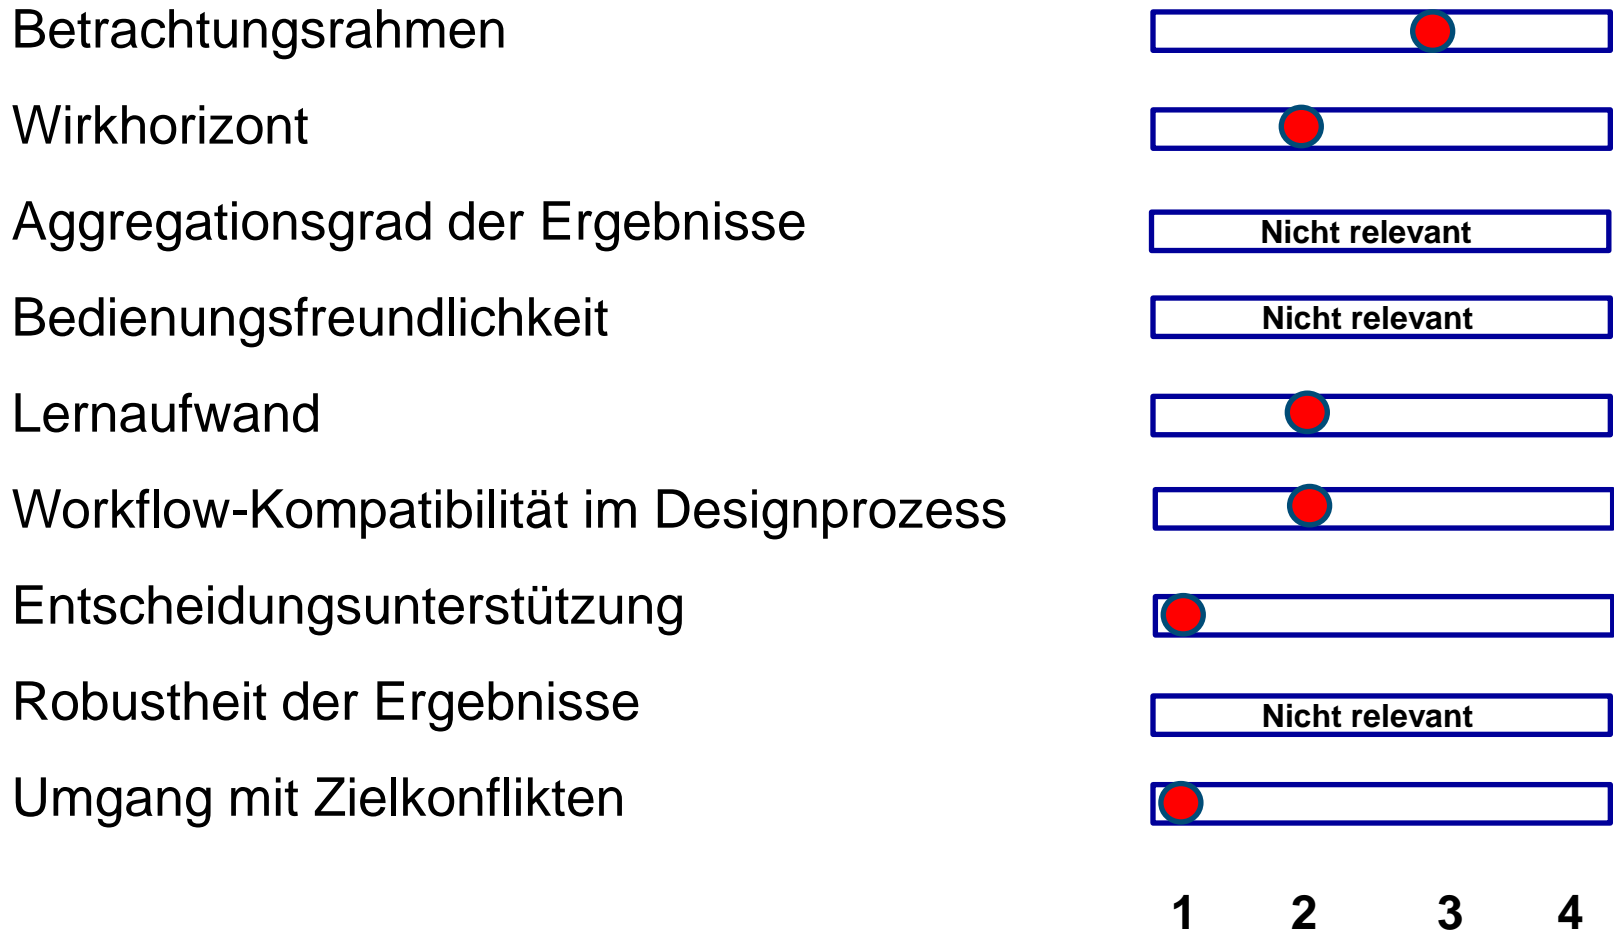 Betrachtungsrahmen
Wirkhorizont
Aggregationsgrad der Ergebnisse Nicht relevant
Bedienungsfreundlichkeit Nicht relevant
Lernaufwand
Workflow-Kompatibilität im Designprozess
Entscheidungsunterstützung
Robustheit der Ergebnisse Nicht relevant
Umgang mit Zielkonflikten
1 2 3 4